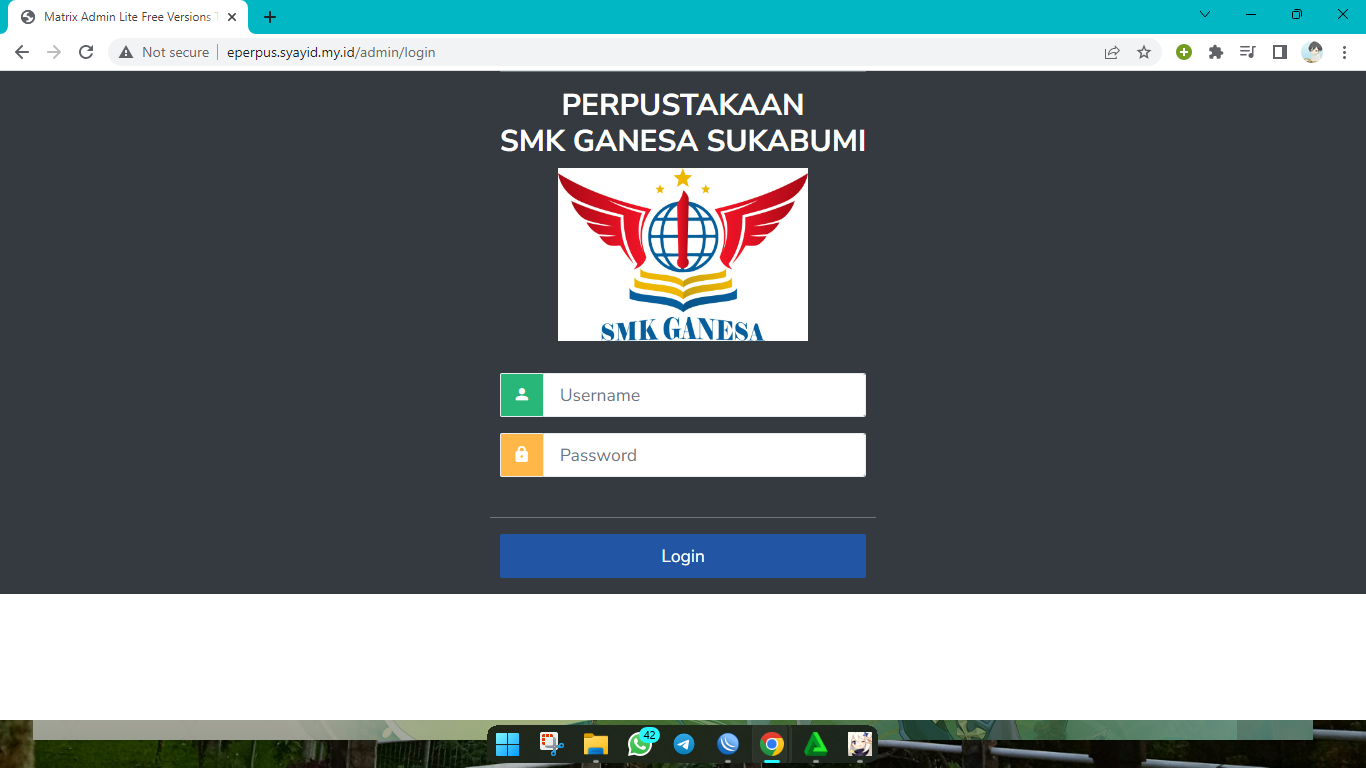 Matrix Admin Lite Free Versions
Not secure
eperpus.syayid.my.id/admin/login
PERPUSTAKAAN
SMK GANESA SUKABUMI
SMK GANESA
Username
Password
Login
42